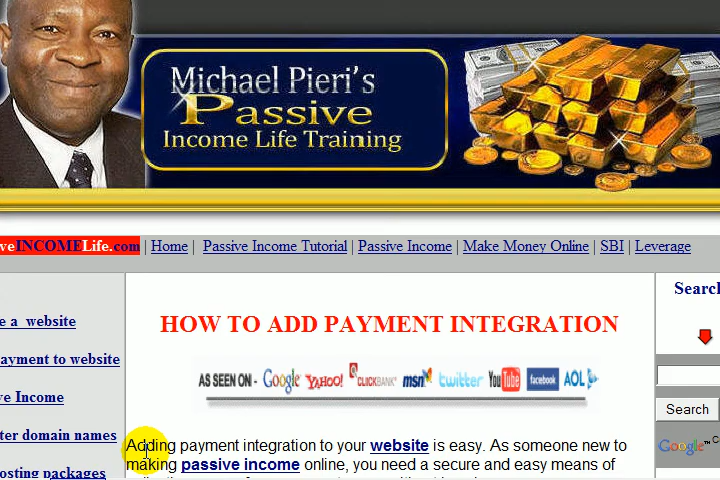 Michael Pieri's
Passive
Income Life Training
veINCOMELife.com | Home | Passive Income Tutorial | Passive Income | Make Money Online | SBI | Leverage
e a website
ayment to website
ve Income
ter domain names
osting packages
HOW TO ADD PAYMENT INTEGRATION
AS SEEN ON - Google YAHOO! CLICKBANK msn twitter YouTube facebook AOL
Adding payment integration to your website is easy. As someone new to
making passive income online, you need a secure and easy means of
Search
Search
Google™